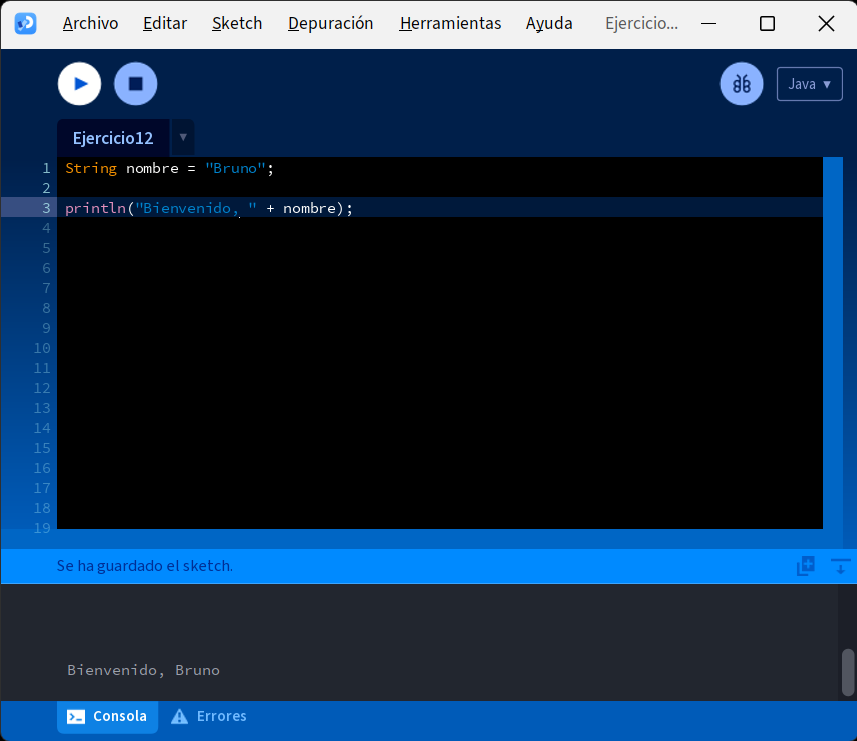 Archivo Editar Sketch Depuración Herramientas Ayuda Ejercicio...
Java ▾
Ejercicio12 ▾
1 String nombre = "Bruno";
2
3 println("Bienvenido, " + nombre);
4
5
6
7
8
9
10
11
12
13
14
15
16
17
18
19
Se ha guardado el sketch.
Bienvenido, Bruno
Consola Errores